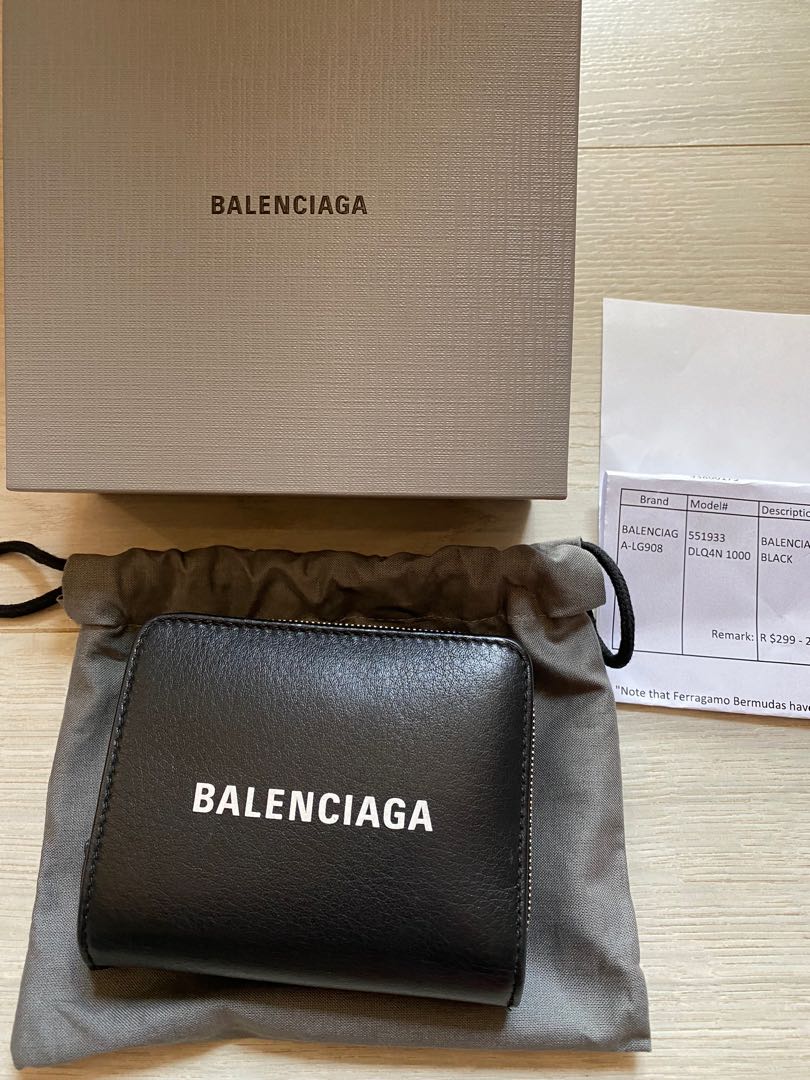 BALENCIAGA
Brand Model# Descriptio
BALENCIAG 551933 BALENCIA
A-LG908 DLQ4N 1000 BLACK
Remark: R $299 - 2
"Note that Ferragamo Bermudas have
BALENCIAGA